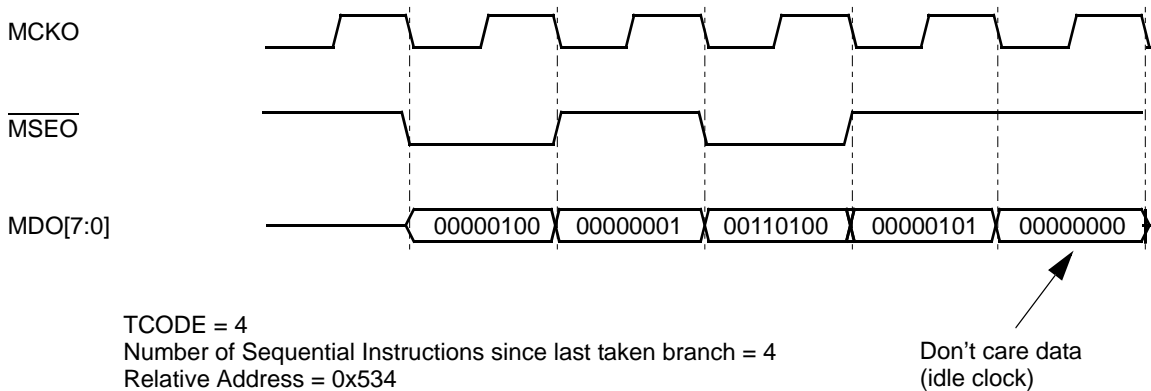 MCKO
MSEO
MDO[7:0]
00000100 00000001 00110100 00000101 00000000
TCODE = 4
Number of Sequential Instructions since last taken branch = 4
Relative Address = 0x534
Don't care data
(idle clock)